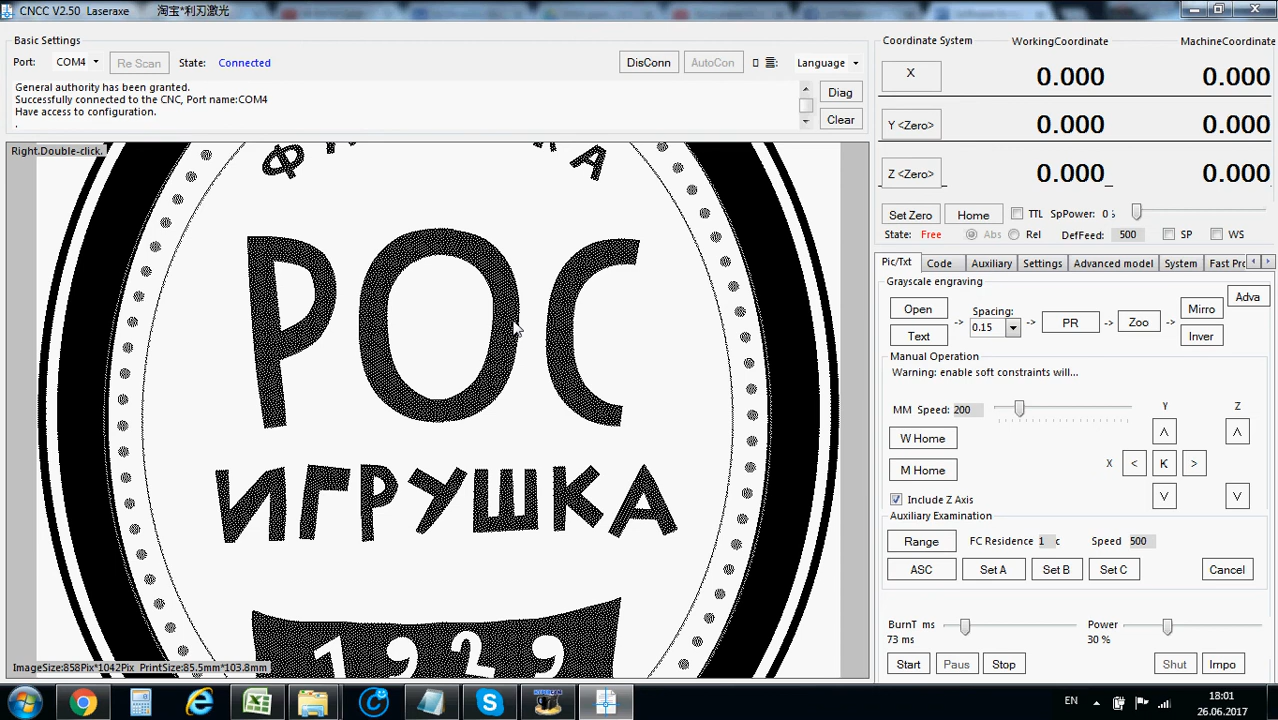 CNCC V2.50 Laseraxe 淘宝*利刃激光
Basic Settings
Port: COM4 Re Scan State: Connected DisConn AutoCon Language
General authority has been granted.
Successfully connected to the CNC, Port name:COM4
Have access to configuration.
.
Diag
Clear
Right.Double-click.
РОС
ИГРУШКА
1929
ImageSize:858Pix*1042Pix PrintSize:85.5mm*103.8mm
Coordinate System WorkingCoordinate MachineCoordinate
X 0.000 0.000
Y <Zero> 0.000 0.000
Z <Zero> 0.000 0.000
Set Zero Home TTL SpPower: 0%
State: Free Abs Rel DefFeed: 500 SP WS
Pic/Txt Code Auxiliary Settings Advanced model System Fast Pr
Grayscale engraving
Adva
Open
Text
-> Spacing:
0.15 -> PR -> Zoo ->
Mirro
Inver
Manual Operation
Warning: enable soft constraints will...
MM Speed: 200
Y Z
W Home
X < K >
M Home
Include Z Axis
Auxiliary Examination
Range FC Residence 1 c Speed 500
ASC Set A Set B Set C Cancel
BurnT ms
73 ms
Power
30 %
Start Paus Stop Shut Impo
EN 18:01
26.06.2017